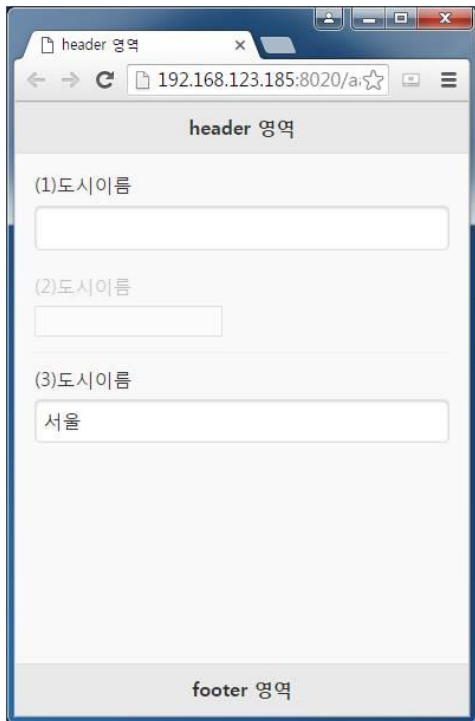 header 영역
192.168.123.185:8020/a
header 영역
(1)도시이름
(2)도시이름
(3)도시이름
서울
footer 영역